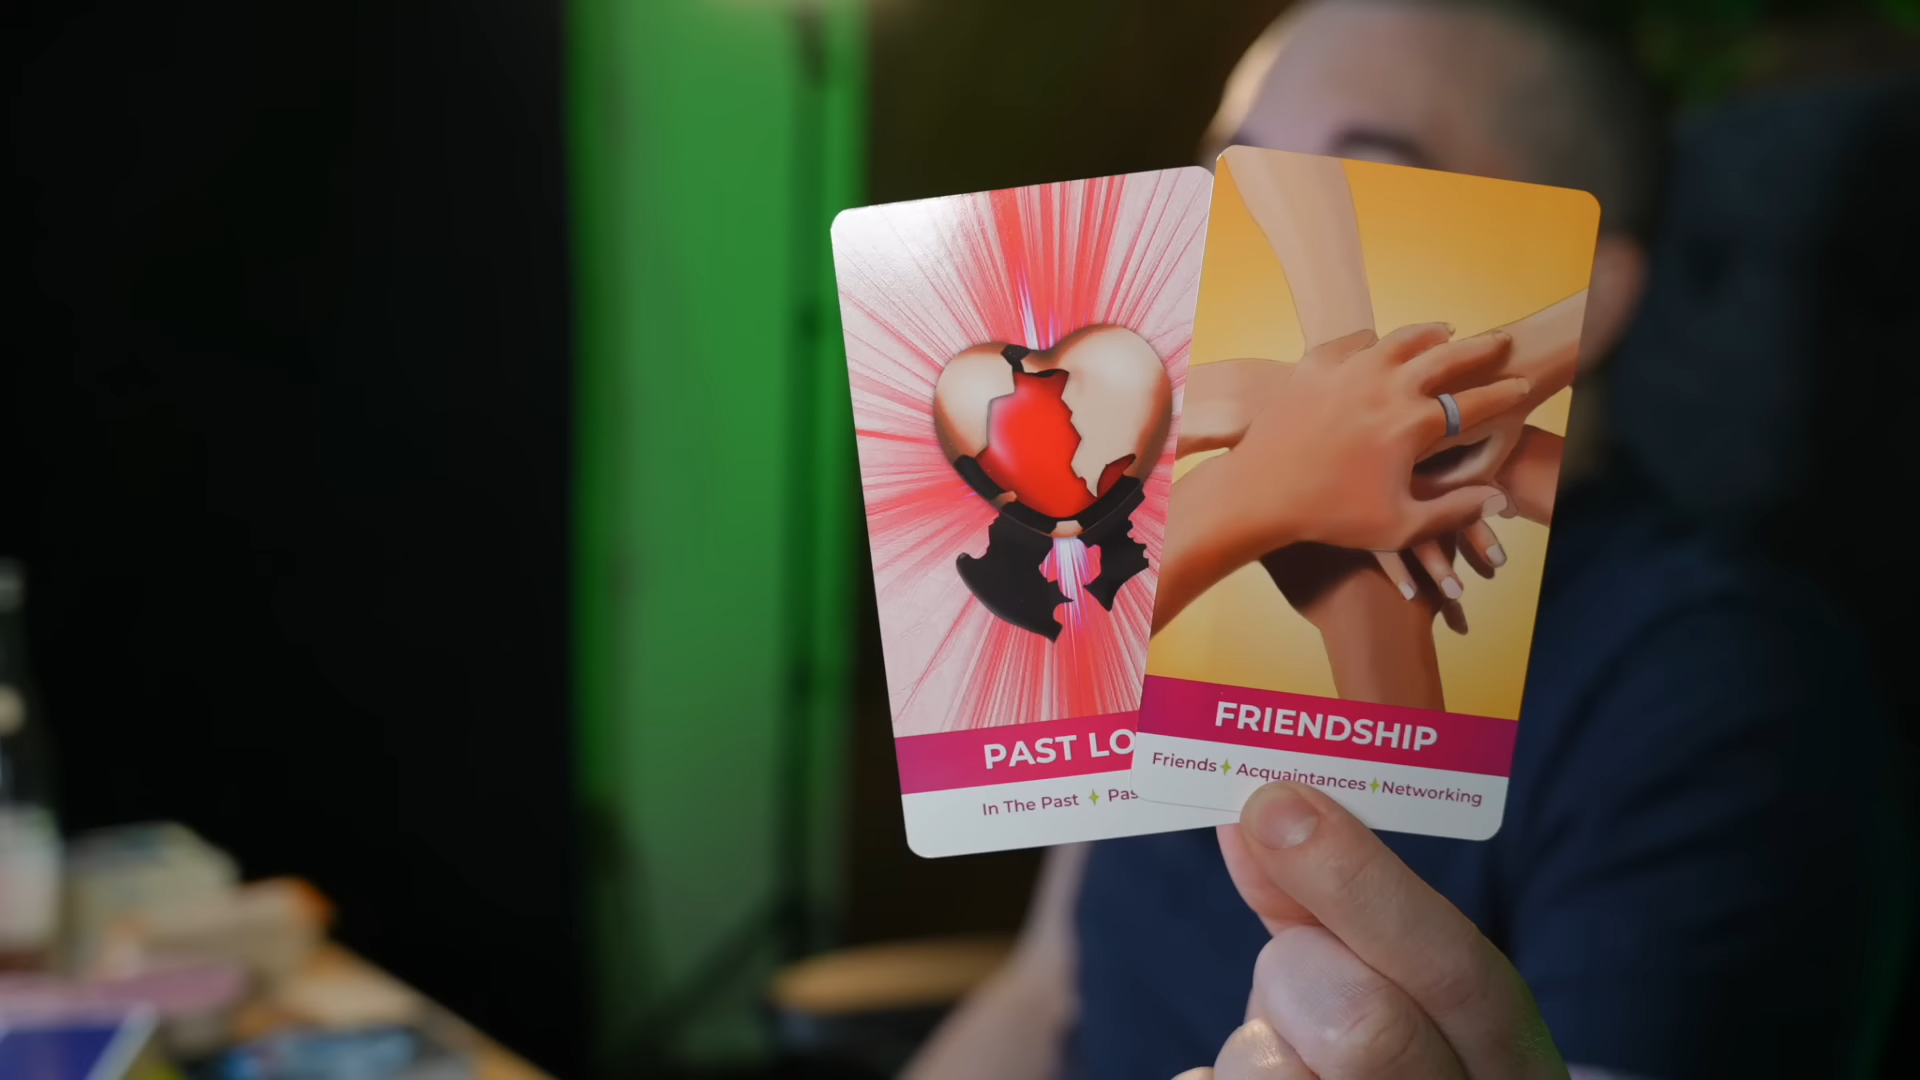 PAST LO
In The Past ✦ Pas
FRIENDSHIP
Friends✦Acquaintances✦Networking